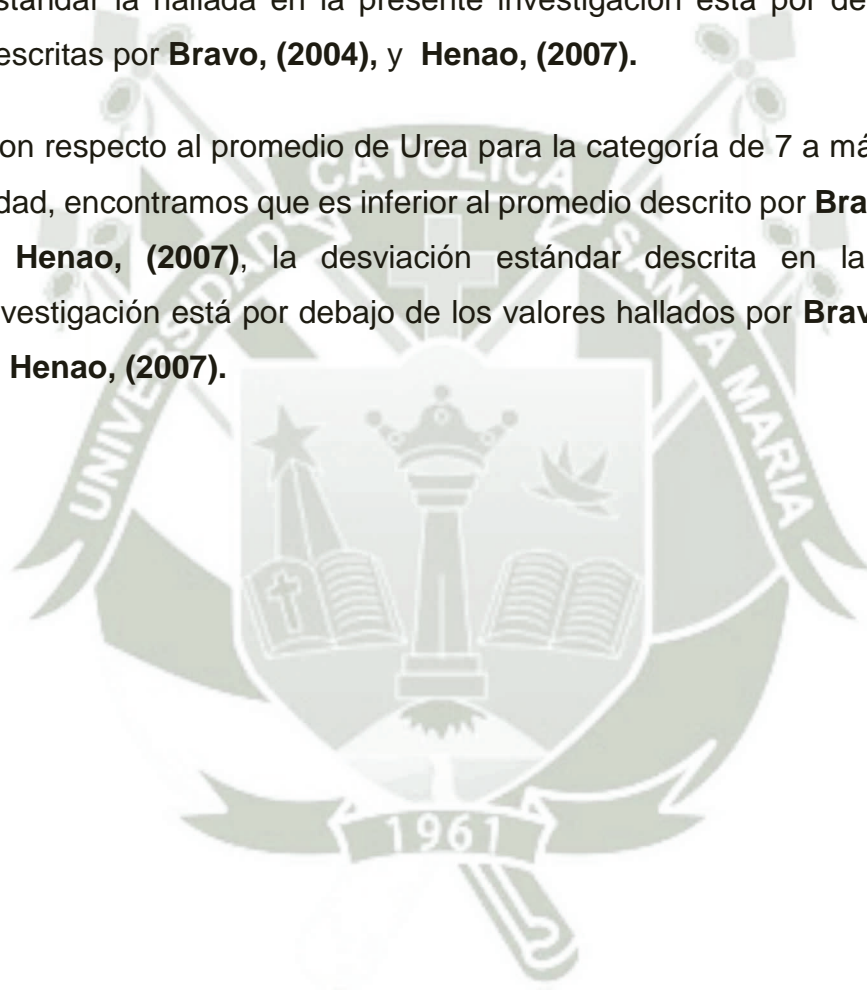 stándar la hallada en la presente investigación está por de
escritas por Bravo, (2004), y Henao, (2007).
on respecto al promedio de Urea para la categoría de 7 a má
dad, encontramos que es inferior al promedio descrito por Bra
Henao, (2007), la desviación estándar descrita en la
vestigación está por debajo de los valores hallados por Brav
Henao, (2007).
UNIVERSIDAD CATOLICA SANTA MARIA
1961